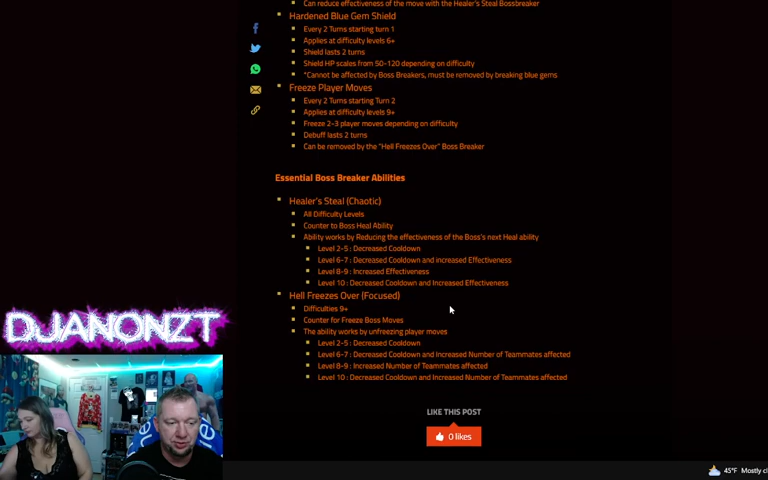 Can reduce effectiveness of the move with the Healer's Steal Bossbreaker
Hardened Blue Gem Shield
Every 2 Turns starting turn 1
Applies at difficulty levels 6+
Shield lasts 2 turns
Shield HP scales from 50-120 depending on difficulty
*Cannot be affected by Boss Breakers, must be removed by breaking blue gems
Freeze Player Moves
Every 2 Turns starting Turn 2
Applies at difficulty levels 9+
Freeze 2-3 player moves depending on difficulty
Debuff lasts 2 turns
Can be removed by the "Hell Freezes Over" Boss Breaker
Essential Boss Breaker Abilities
Healer's Steal (Chaotic)
All Difficulty Levels
Counter to Boss Heal Ability
Ability works by Reducing the effectiveness of the Boss's next Heal ability
Level 2-5 : Decreased Cooldown
Level 6-7 : Decreased Cooldown and increased Effectiveness
Level 8-9 : Increased Effectiveness
Level 10 : Decreased Cooldown and Increased Effectiveness
Hell Freezes Over (Focused)
Difficulties 9+
Counter for Freeze Boss Moves
The ability works by unfreezing player moves
Level 2-5 : Decreased Cooldown
Level 6-7 : Decreased Cooldown and Increased Number of Teammates affected
Level 8-9 : Increased Number of Teammates affected
Level 10 : Decreased Cooldown and Increased Number of Teammates affected
DJANONZT
LIKE THIS POST
0 likes
45°F Mostly cl